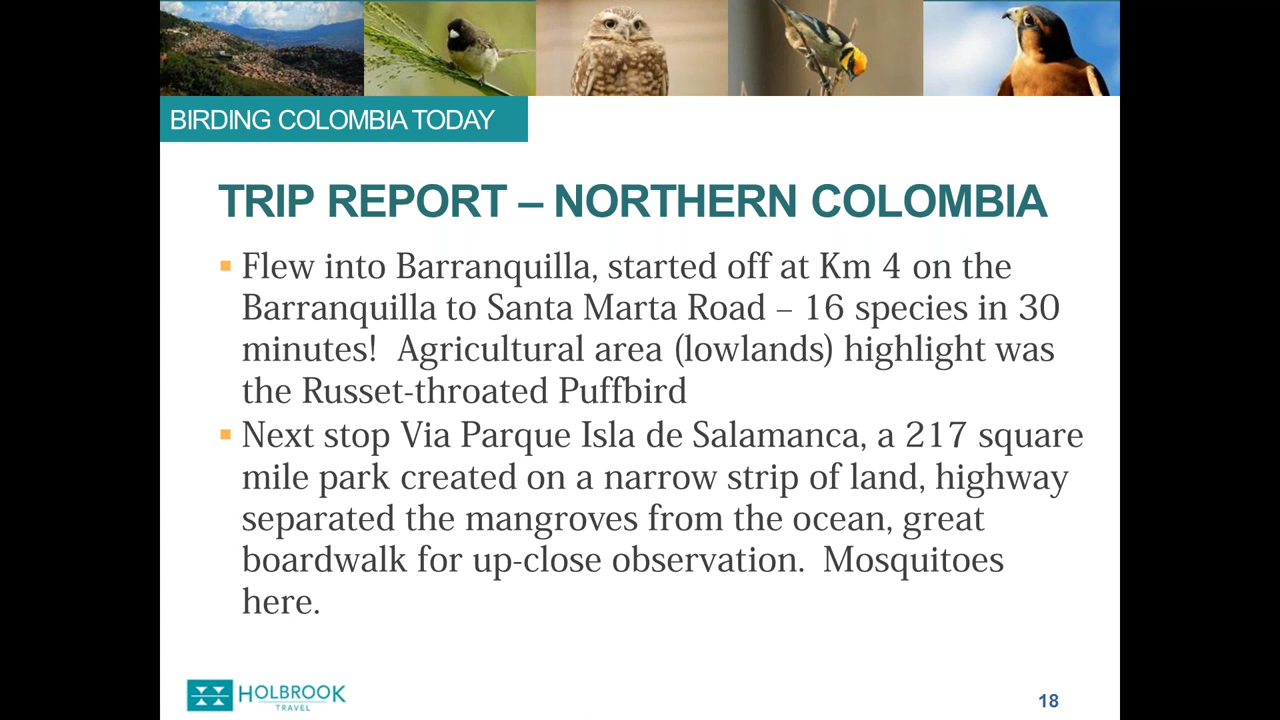 BIRDING COLOMBIA TODAY
TRIP REPORT – NORTHERN COLOMBIA
▪ Flew into Barranquilla, started off at Km 4 on the
Barranquilla to Santa Marta Road – 16 species in 30
minutes!  Agricultural area (lowlands) highlight was
the Russet-throated Puffbird
▪ Next stop Via Parque Isla de Salamanca, a 217 square
mile park created on a narrow strip of land, highway
separated the mangroves from the ocean, great
boardwalk for up-close observation.  Mosquitoes
here.
HOLBROOK
TRAVEL
18